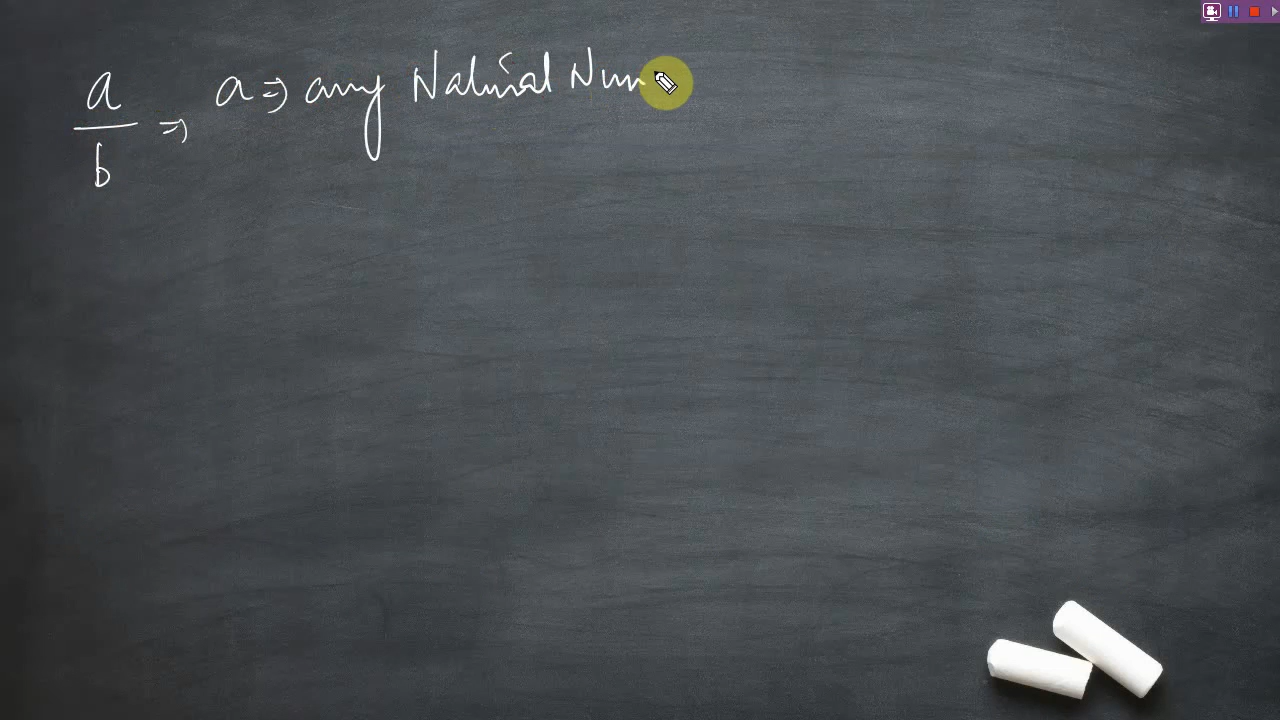 a/b ⇒ a ⇒ any Natural Num